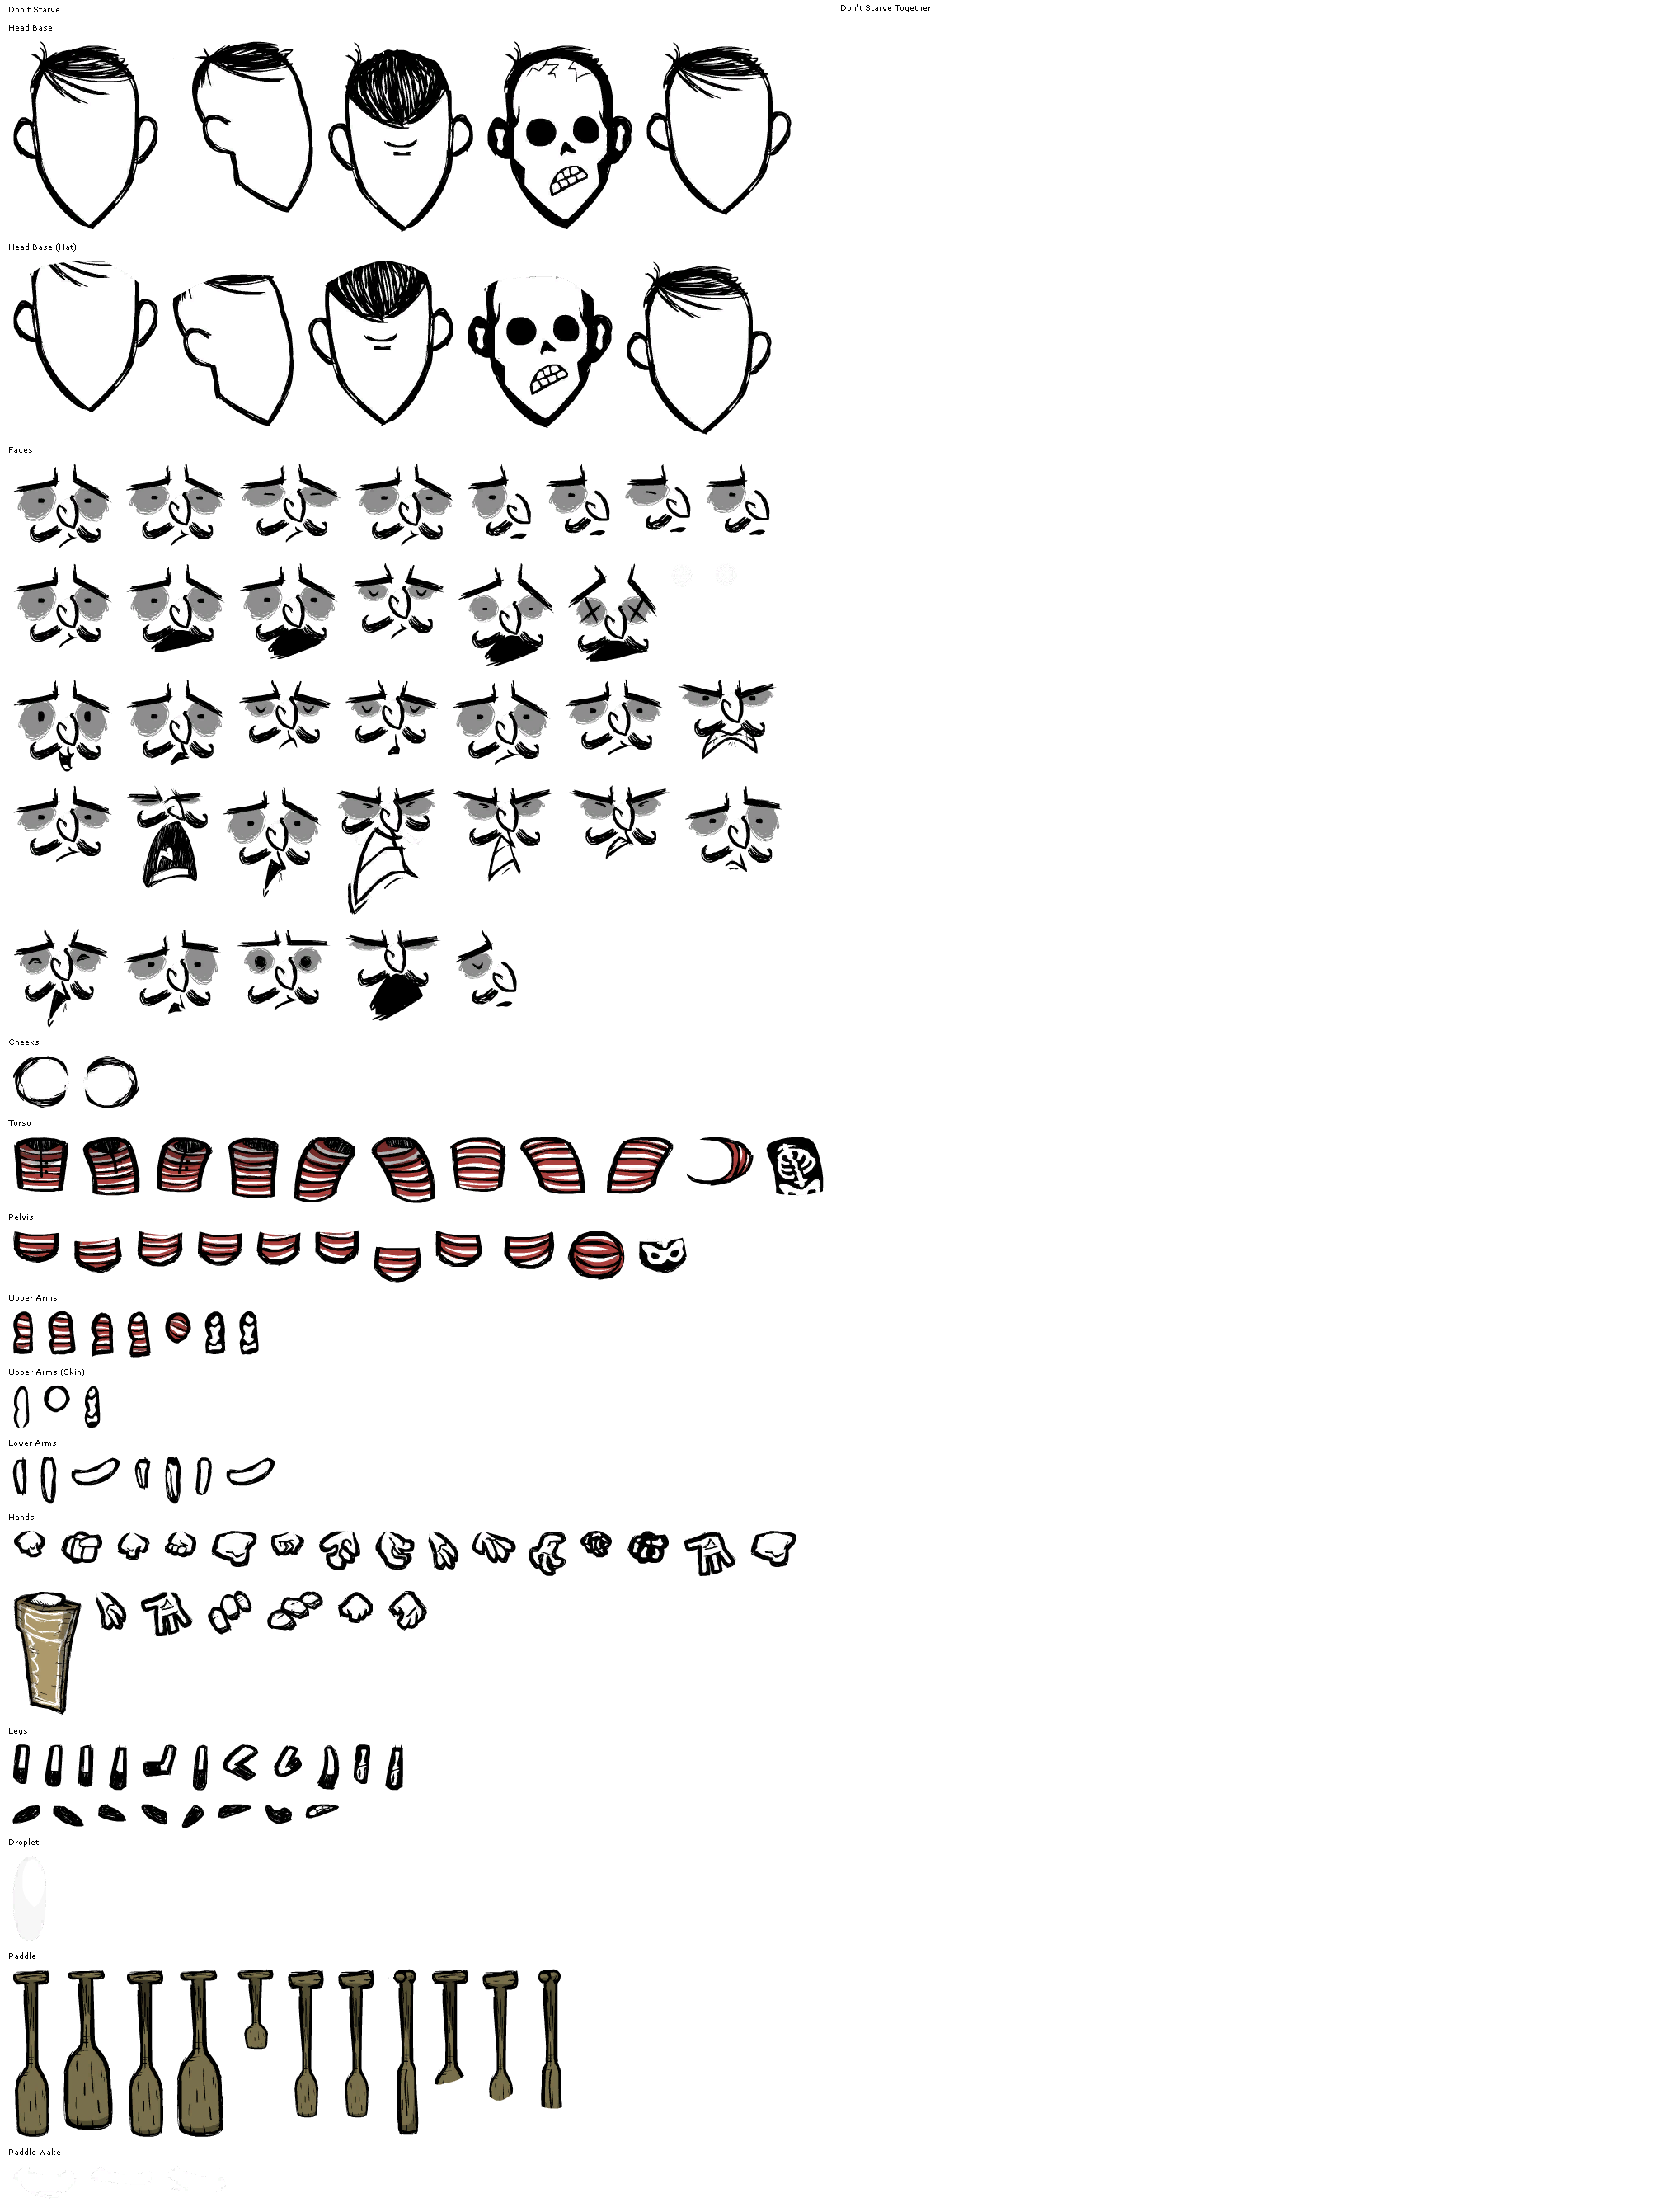 Don't Starve
Don't Starve Together
Head Base
Head Base (Hat)
Faces
Cheeks
Torso
Pelvis
Upper Arms
Upper Arms (Skin)
Lower Arms
Hands
Legs
Droplet
Paddle
Paddle Wake